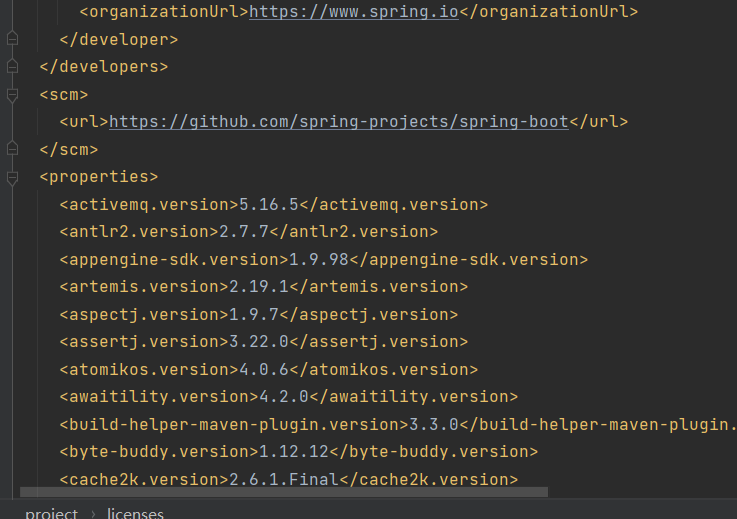 <organizationUrl>https://www.spring.io</organizationUrl>
</developer>
</developers>
<scm>
<url>https://github.com/spring-projects/spring-boot</url>
</scm>
<properties>
<activemq.version>5.16.5</activemq.version>
<antlr2.version>2.7.7</antlr2.version>
<appengine-sdk.version>1.9.98</appengine-sdk.version>
<artemis.version>2.19.1</artemis.version>
<aspectj.version>1.9.7</aspectj.version>
<assertj.version>3.22.0</assertj.version>
<atomikos.version>4.0.6</atomikos.version>
<awaitility.version>4.2.0</awaitility.version>
<build-helper-maven-plugin.version>3.3.0</build-helper-maven-plugin.
<byte-buddy.version>1.12.12</byte-buddy.version>
<cache2k.version>2.6.1.Final</cache2k.version>
project › licenses